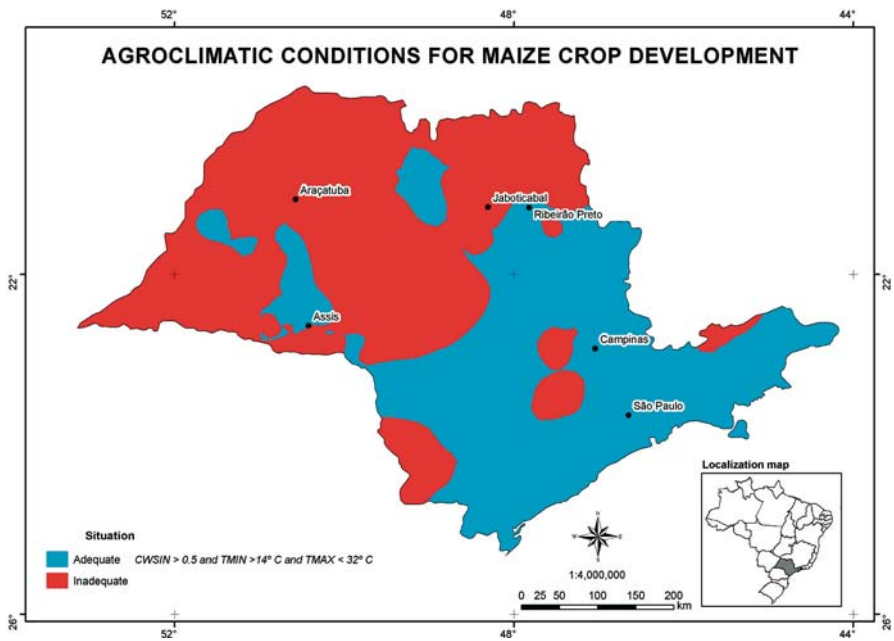 52° 48° 44°
AGROCLIMATIC CONDITIONS FOR MAIZE CROP DEVELOPMENT
Araçatuba
Jaboticabal
Ribeirão Preto
22° 22°
Assis
Campinas
São Paulo
Localization map
Situation
Adequate CWSIN > 0.5 and TMIN >14º C and TMAX < 32º C
Inadequate
N
W E
S
1:4,000,000
0 25 50 100 150 200
km
26° 26°
52° 48° 44°